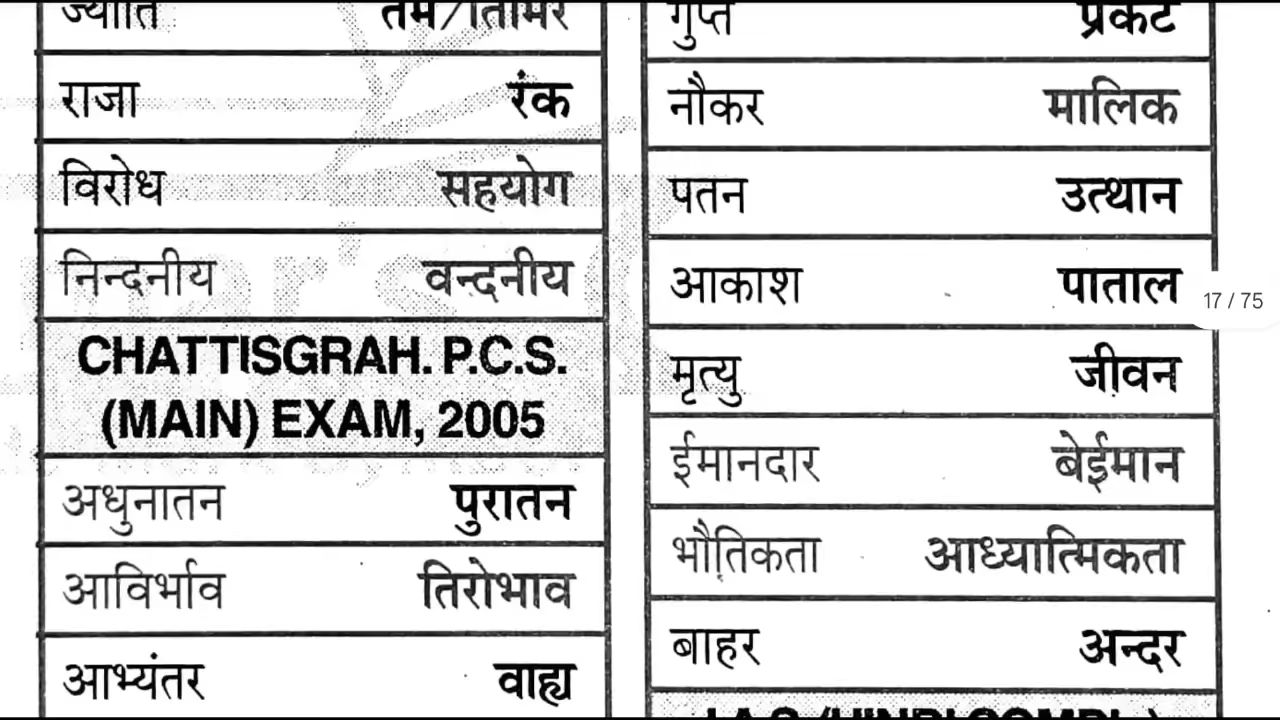 ज्योति तम/तिमिर
राजा रंक
विरोध सहयोग
निन्दनीय वन्दनीय
CHATTISGRAH. P.C.S.
(MAIN) EXAM, 2005
अधुनातन पुरातन
आविर्भाव तिरोभाव
आभ्यंतर वाह्य
गुप्त प्रकट
नौकर मालिक
पतन उत्थान
आकाश पाताल
मृत्यु जीवन
ईमानदार बेईमान
भौतिकता आध्यात्मिकता
बाहर अन्दर
17 / 75